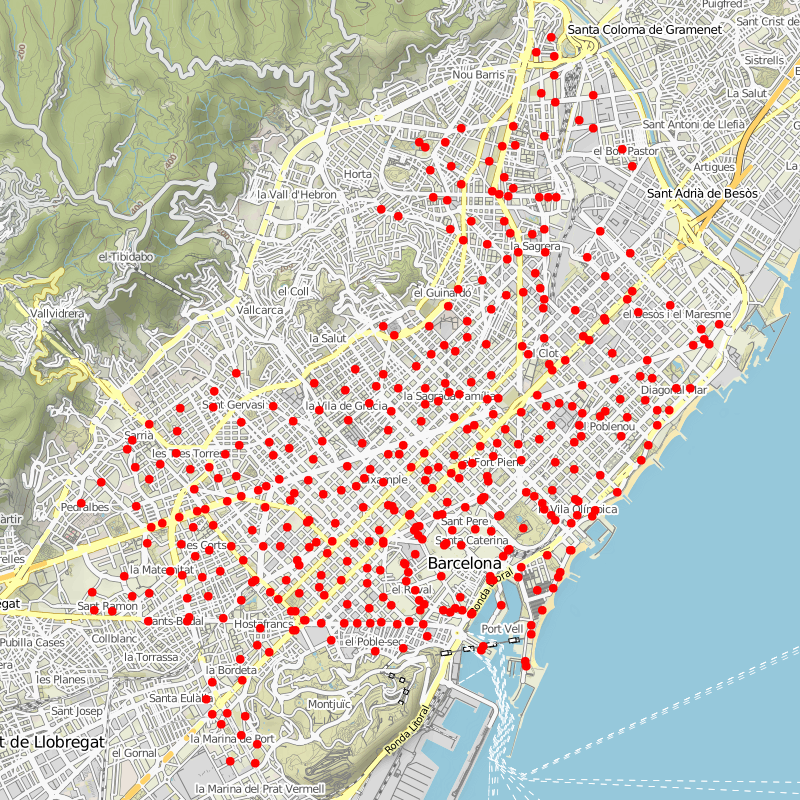 Puigfred
Santa Coloma de Gramenet
Sant Crist de
Sistrells
Nou Barris
La Salut
Sant Antoni de Llefià
el Bon Pastor
Artigues
La
Horta
la Vall d'Hebron
Sant Adrià de Besòs
la Sagrera
el Tibidabo
el Coll
el Guinardó
Vallvidrera
Vallcarca
el Besòs i el Maresme
la Salut
el Clot
Diagonal Mar
la Sagrada Família
Sant Gervasi
la Vila de Gràcia
el Poblenou
Sarrià
les Tres Torres
el Fort Pienc
Eixample
Pedralbes
la Vila Olímpica
Sant Pere
les Corts
Santa Caterina
Barcelona
la Maternitat
Ronda Litoral
L'el Raval
Sant Ramon
Sants Badal
Hostafrancs
Port Vell
Collblanc
Pubilla Cases
el Poble-sec
la Torrassa
la Bordeta
les Planes
Santa Eulàlia
Montjuïc
Sant Josep
t de Llobregat
la Marina de Port
el Gornal
Ronda Litoral
la Marina del Prat Vermell